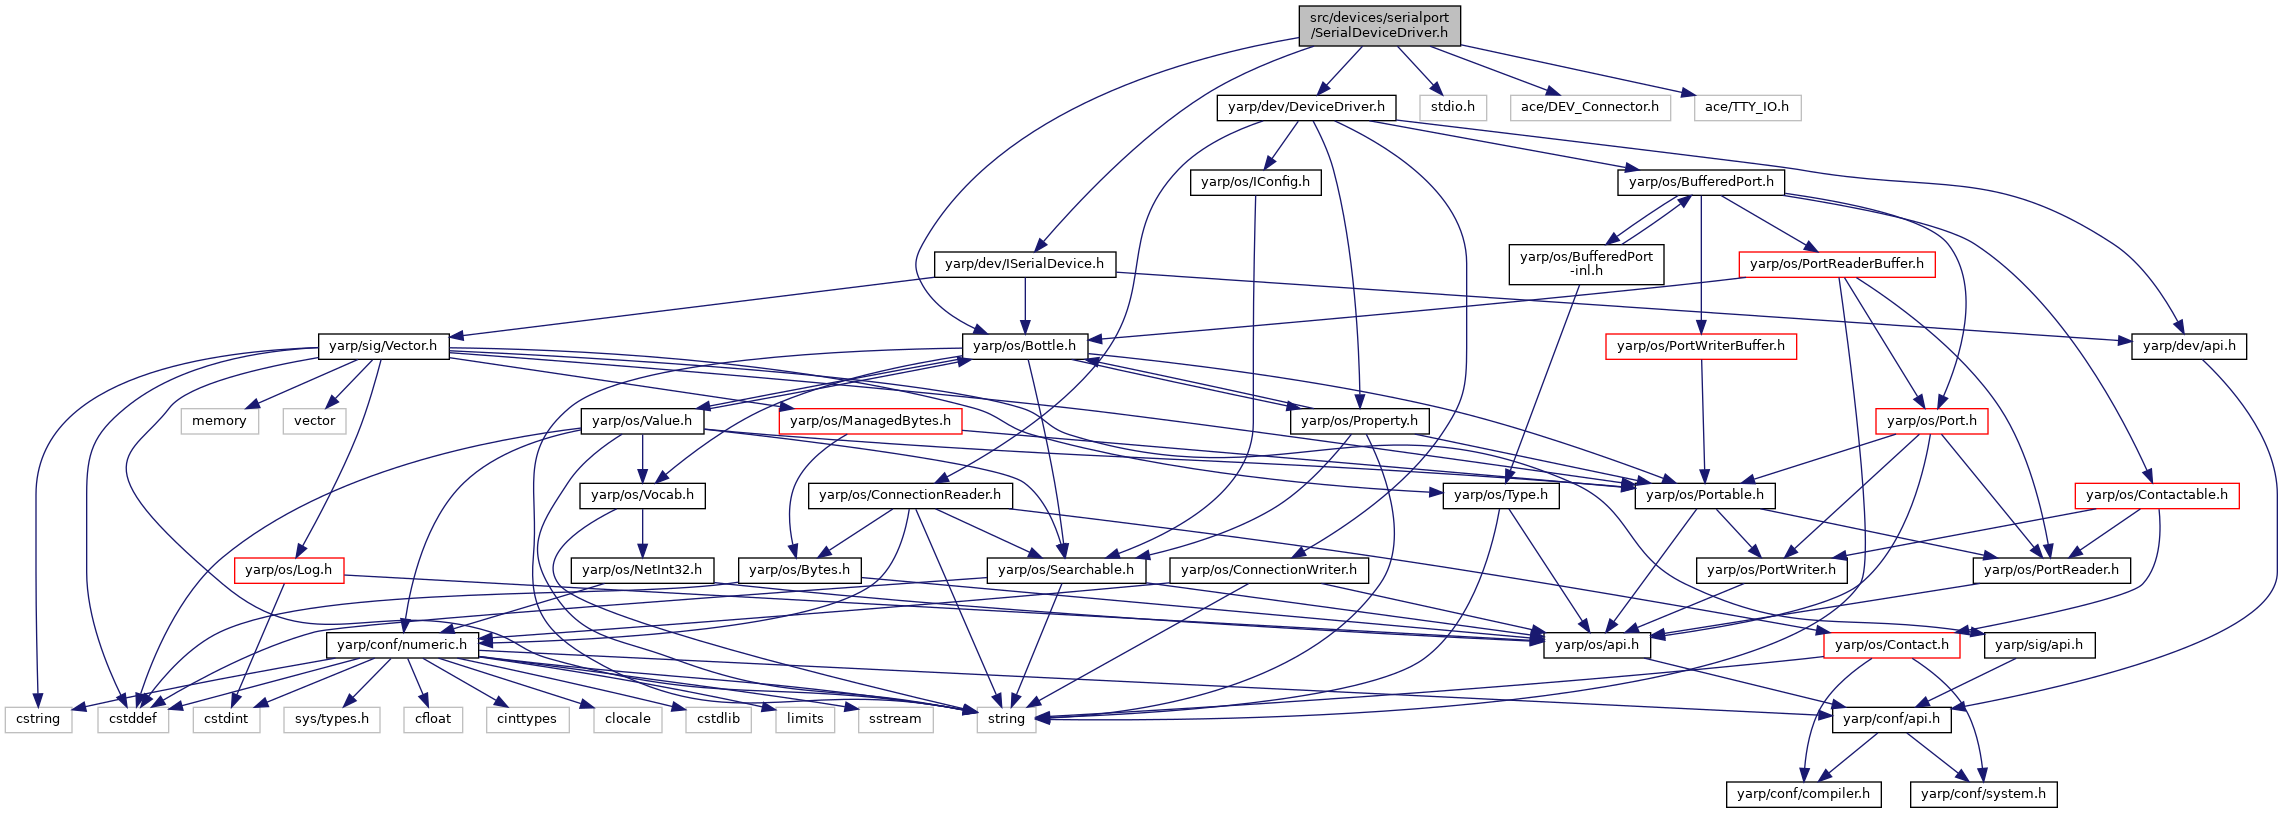 src/devices/serialport
/SerialDeviceDriver.h
yarp/dev/DeviceDriver.h
stdio.h
ace/DEV_Connector.h
ace/TTY_IO.h
yarp/os/IConfig.h
yarp/os/BufferedPort.h
yarp/dev/ISerialDevice.h
yarp/os/BufferedPort
-inl.h
yarp/os/PortReaderBuffer.h
yarp/sig/Vector.h
yarp/os/Bottle.h
yarp/os/PortWriterBuffer.h
yarp/dev/api.h
memory
vector
yarp/os/Value.h
yarp/os/ManagedBytes.h
yarp/os/Property.h
yarp/os/Port.h
yarp/os/Vocab.h
yarp/os/ConnectionReader.h
yarp/os/Type.h
yarp/os/Portable.h
yarp/os/Contactable.h
yarp/os/Log.h
yarp/os/NetInt32.h
yarp/os/Bytes.h
yarp/os/Searchable.h
yarp/os/ConnectionWriter.h
yarp/os/PortWriter.h
yarp/os/PortReader.h
yarp/conf/numeric.h
yarp/os/api.h
yarp/os/Contact.h
yarp/sig/api.h
cstring
cstddef
cstdint
sys/types.h
cfloat
cinttypes
clocale
cstdlib
limits
sstream
string
yarp/conf/api.h
yarp/conf/compiler.h
yarp/conf/system.h